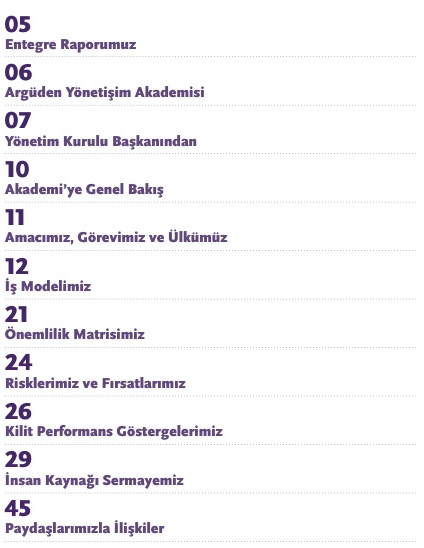 05
Entegre Raporumuz
06
Argüden Yönetişim Akademisi
07
Yönetim Kurulu Başkanından
10
Akademi’ye Genel Bakış
11
Amacımız, Görevimiz ve Ülkümüz
12
İş Modelimiz
21
Önemlilik Matrisimiz
24
Risklerimiz ve Fırsatlarımız
26
Kilit Performans Göstergelerimiz
29
İnsan Kaynağı Sermayemiz
45
Paydaşlarımızla İlişkiler